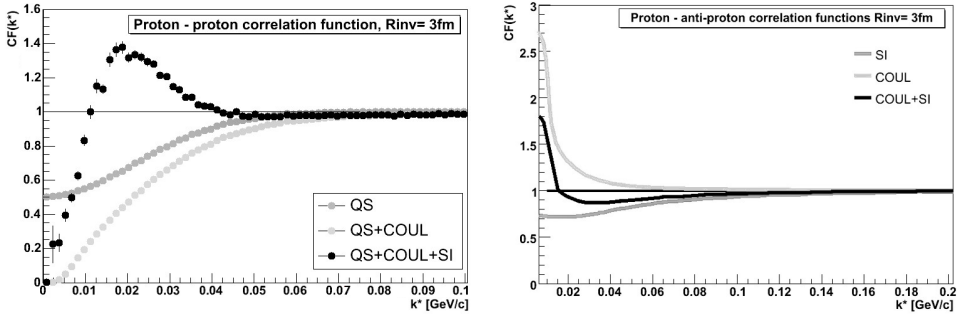 Proton - proton correlation function, Rinv= 3fm
CF(k*)
1.6
1.4
1.2
1
0.8
0.6
0.4
0.2
0
QS
QS+COUL
QS+COUL+SI
0 0.01 0.02 0.03 0.04 0.05 0.06 0.07 0.08 0.09 0.1
k* [GeV/c]
Proton - anti-proton correlation functions Rinv= 3fm
CF(k*)
3
2.5
2
1.5
1
0.5
0
SI
COUL
COUL+SI
0.02 0.04 0.06 0.08 0.1 0.12 0.14 0.16 0.18 0.2
k* [GeV/c]